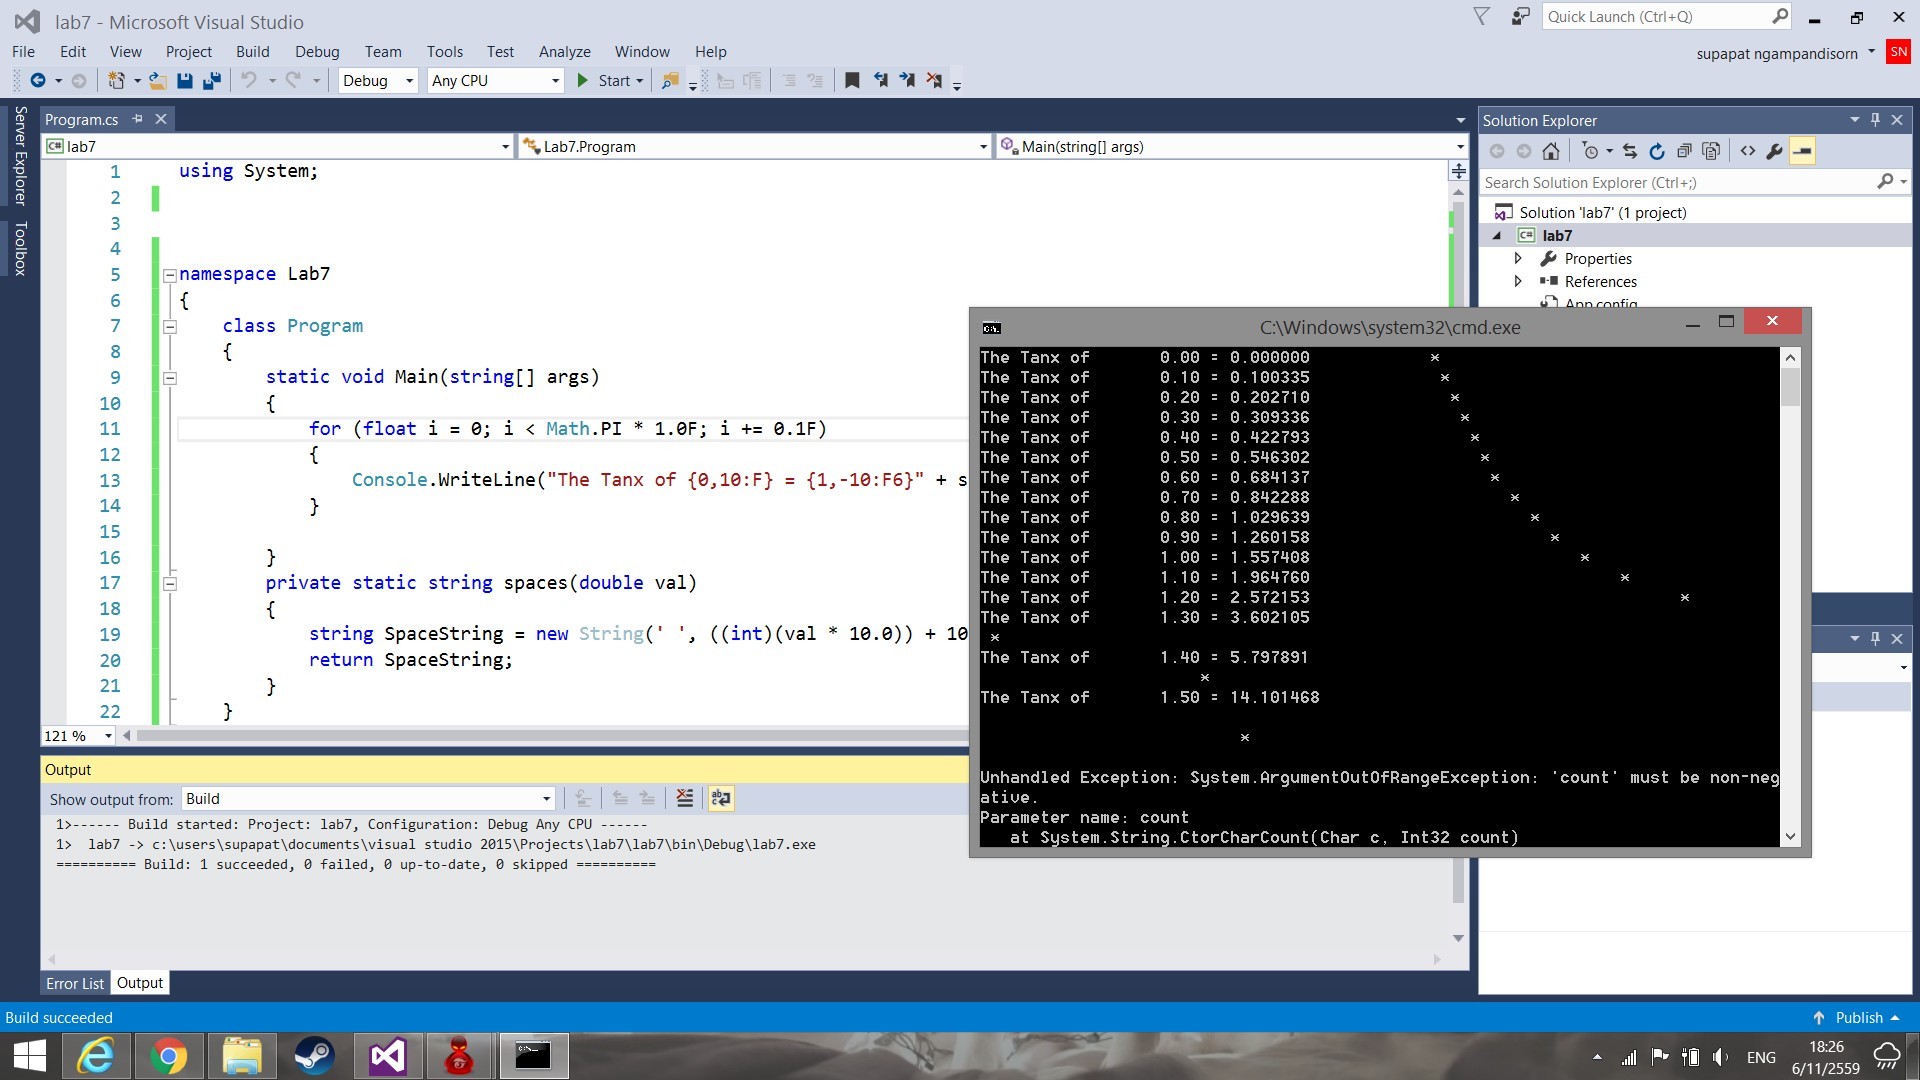 lab7 - Microsoft Visual Studio
Quick Launch (Ctrl+Q)
File Edit View Project Build Debug Team Tools Test Analyze Window Help
supapat ngampandisorn SN
Debug Any CPU Start
Server Explorer
Toolbox
Program.cs
C# lab7 Lab7.Program Main(string[] args)
1 using System;
2
3
4
5 namespace Lab7
6 {
7 class Program
8 {
9 static void Main(string[] args)
10 {
11 for (float i = 0; i < Math.PI * 1.0F; i += 0.1F)
12 {
13 Console.WriteLine("The Tanx of {0,10:F} = {1,-10:F6}" + s
14 }
15
16 }
17 private static string spaces(double val)
18 {
19 string SpaceString = new String(' ', ((int)(val * 10.0)) + 10
20 return SpaceString;
21 }
22 }
121 %
Solution Explorer
Search Solution Explorer (Ctrl+;)
Solution 'lab7' (1 project)
C# lab7
Properties
References
App.config
C:\Windows\system32\cmd.exe
The Tanx of 0.00 = 0.000000 *
The Tanx of 0.10 = 0.100335 *
The Tanx of 0.20 = 0.202710 *
The Tanx of 0.30 = 0.309336 *
The Tanx of 0.40 = 0.422793 *
The Tanx of 0.50 = 0.546302 *
The Tanx of 0.60 = 0.684137 *
The Tanx of 0.70 = 0.842288 *
The Tanx of 0.80 = 1.029639 *
The Tanx of 0.90 = 1.260158 *
The Tanx of 1.00 = 1.557408 *
The Tanx of 1.10 = 1.964760 *
The Tanx of 1.20 = 2.572153 *
The Tanx of 1.30 = 3.602105
*
The Tanx of 1.40 = 5.797891
*
The Tanx of 1.50 = 14.101468
*
Unhandled Exception: System.ArgumentOutOfRangeException: 'count' must be non-neg
ative.
Parameter name: count
at System.String.CtorCharCount(Char c, Int32 count)
Output
Show output from: Build
1>------ Build started: Project: lab7, Configuration: Debug Any CPU ------
1> lab7 -> c:\users\supapat\documents\visual studio 2015\Projects\lab7\lab7\bin\Debug\lab7.exe
========== Build: 1 succeeded, 0 failed, 0 up-to-date, 0 skipped ==========
Error List Output
Build succeeded
Publish
ENG
18:26
6/11/2559